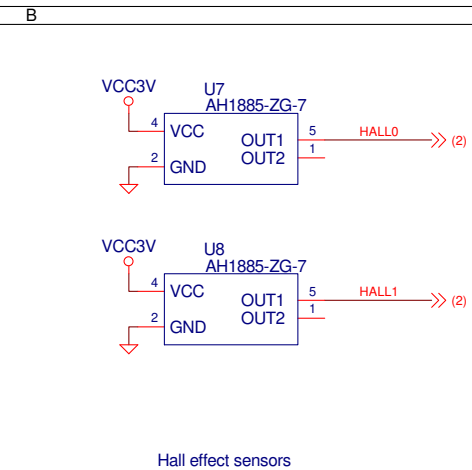 B
VCC3V
U7
AH1885-ZG-7
4 VCC OUT1 5 HALL0 (2)
2 GND OUT2 1
VCC3V
U8
AH1885-ZG-7
4 VCC OUT1 5 HALL1 (2)
2 GND OUT2 1
Hall effect sensors